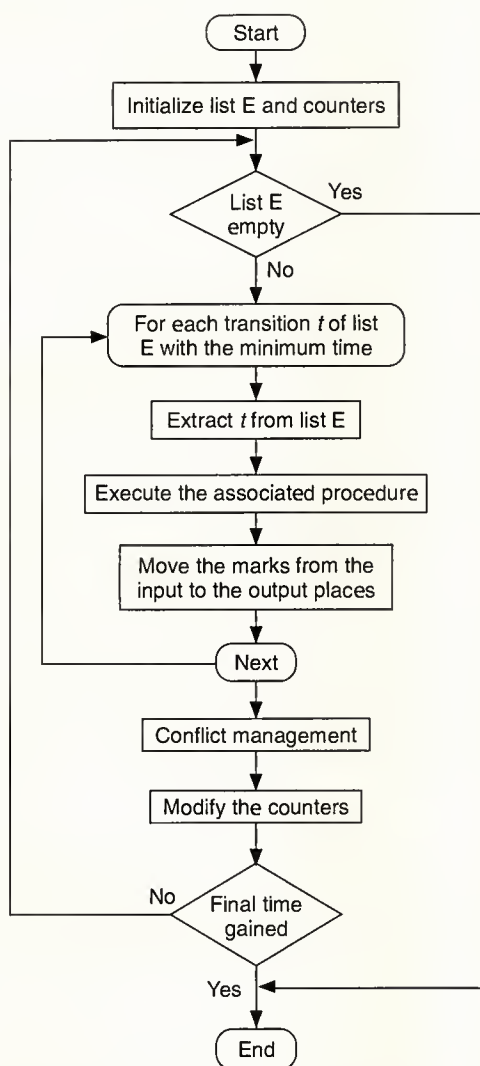 Start
Initialize list E and counters
List E
empty
Yes
No
For each transition t of list
E with the minimum time
Extract t from list E
Execute the associated procedure
Move the marks from the
input to the output places
Next
Conflict management
Modify the counters
No
Final time
gained
Yes
End